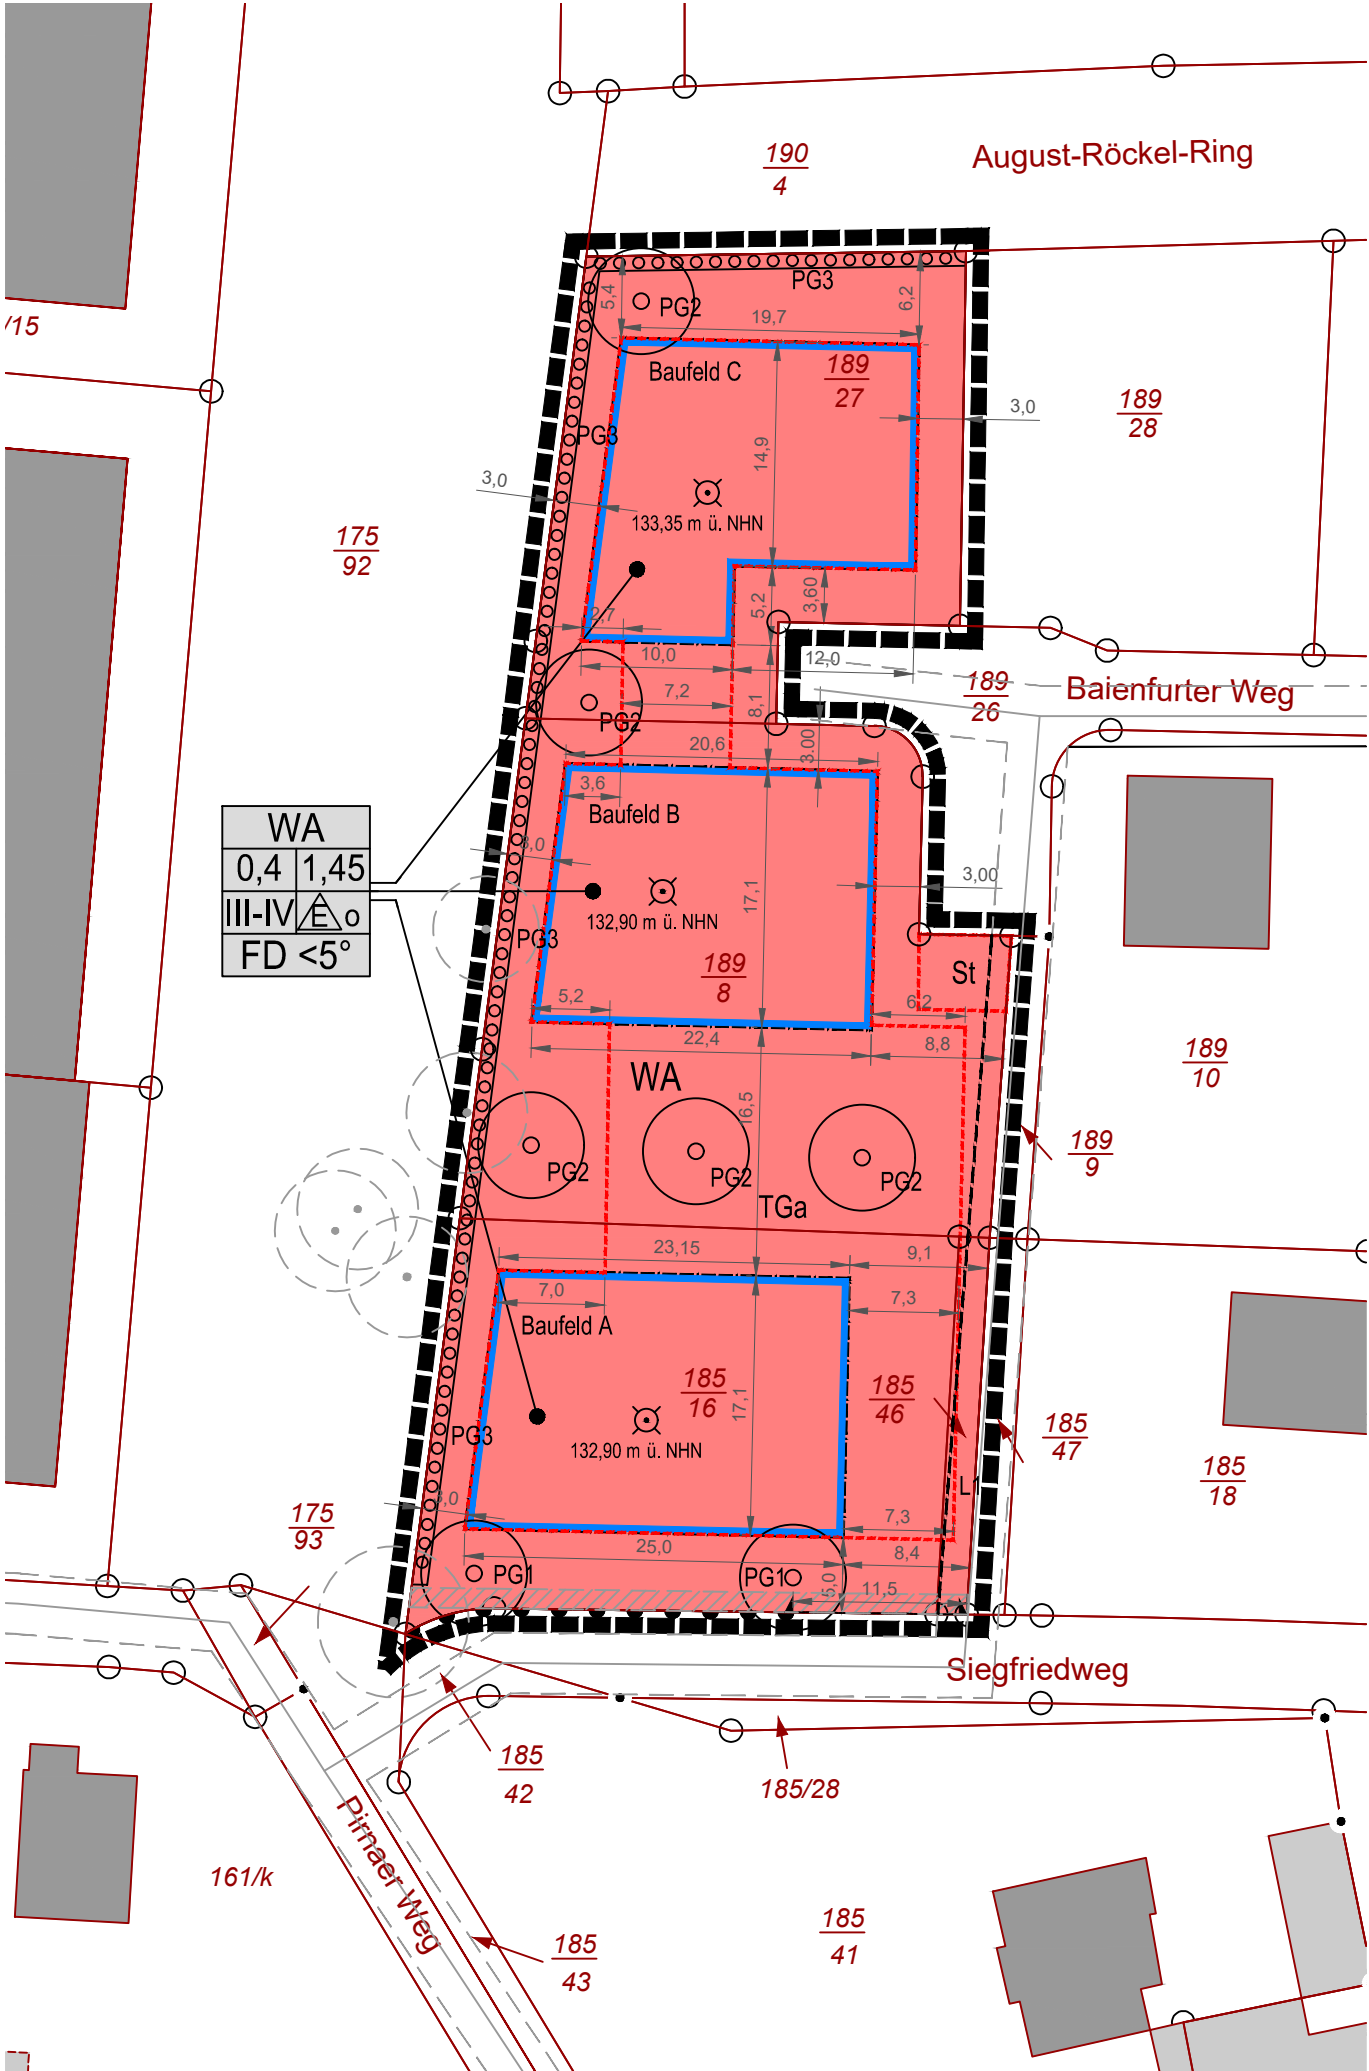 190
4
August-Röckel-Ring
/15
PG3
5,4
PG2
6,2
19,7
Baufeld C
189
27
189
28
3,0
PG3
14,9
3,0
133,35 m ü. NHN
175
92
5,2
3,60
2,7
10,0
12,0
189
26
Baienfurter Weg
7,2
8,1
PG2
3.00
20,6
3,6
Baufeld B
WA
0,4
1,45
III-IV
E
o
FD <5°
3,0
3,00
17,1
132,90 m ü. NHN
PG3
189
8
St
5,2
6,2
22,4
8,8
WA
189
10
16,5
189
9
PG2
PG2
PG2
TGa
23,15
9,1
7,0
7,3
Baufeld A
185
16
17,1
185
46
185
47
PG3
132,90 m ü. NHN
185
18
L1
3,0
175
93
7,3
25,0
8,4
PG1
PG1
5,0
11,5
Siegfriedweg
185
42
185/28
Pirnaer Weg
161/k
185
43
185
41